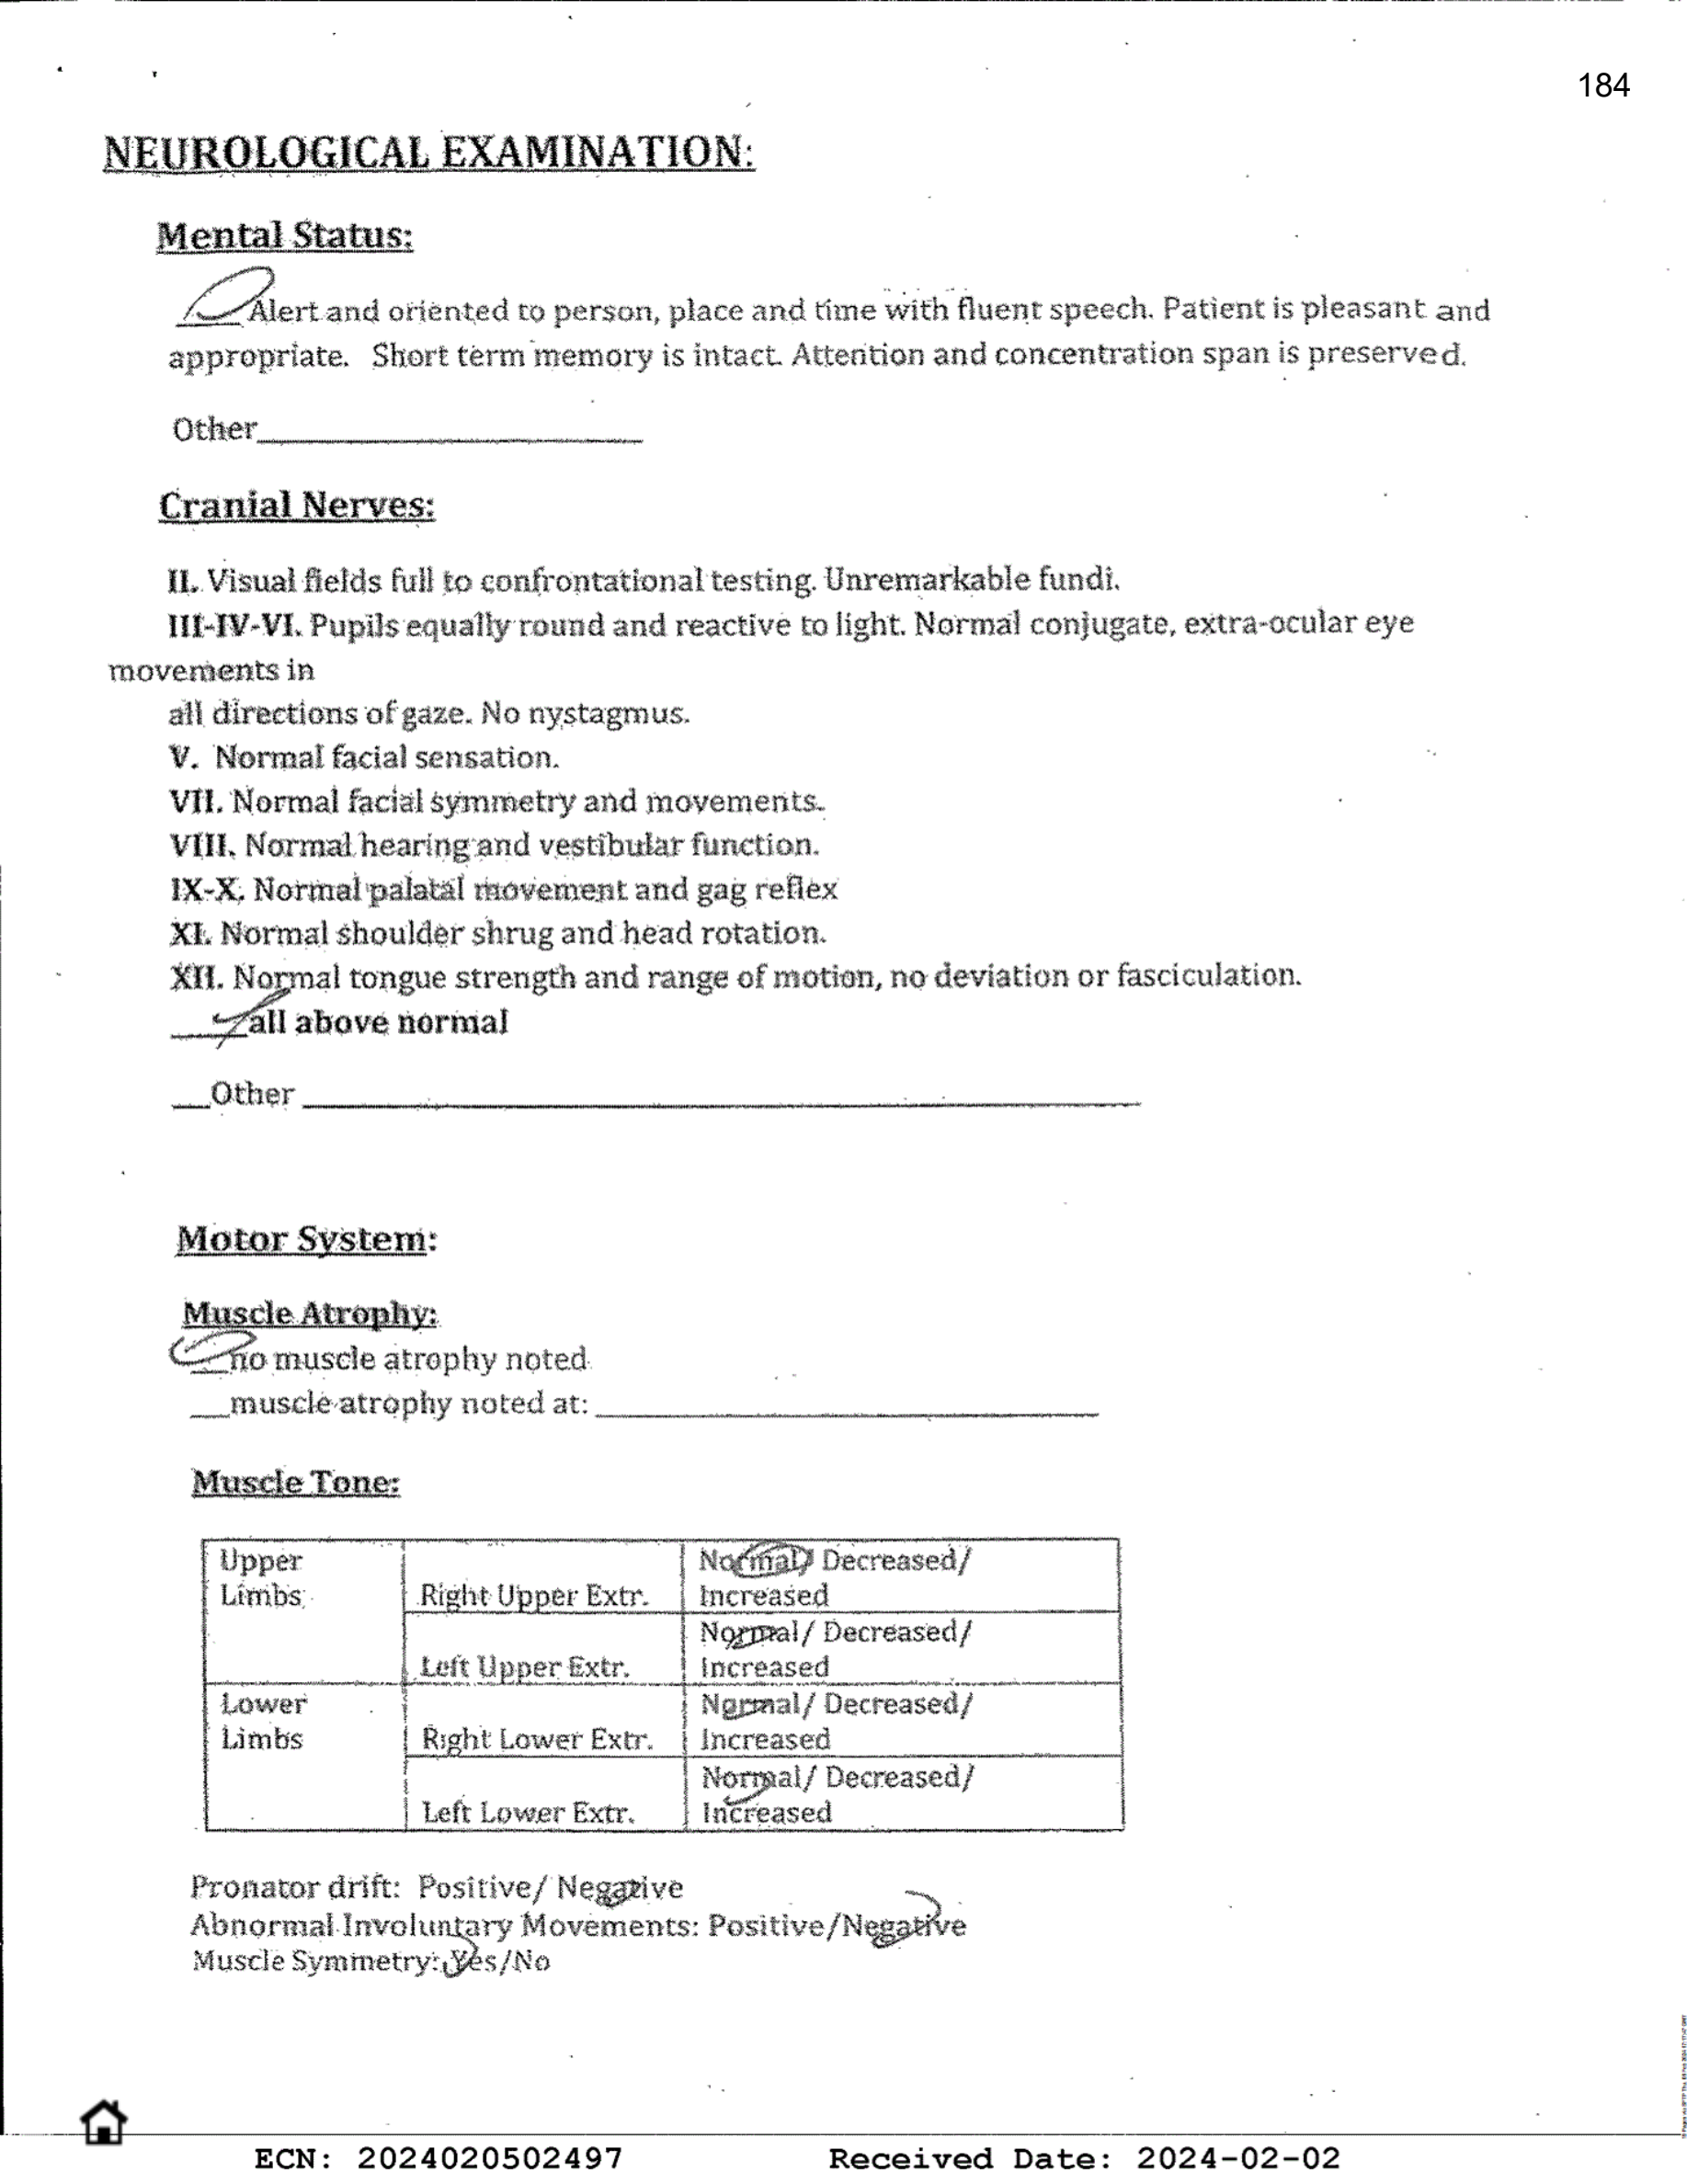 184
NEUROLOGICAL EXAMINATION:
Mental Status:
___Alert and oriented to person, place and time with fluent speech. Patient is pleasant and
appropriate. Short term memory is intact. Attention and concentration span is preserved.
Other_______________________
Cranial Nerves:
II. Visual fields full to confrontational testing. Unremarkable fundi.
III-IV-VI. Pupils equally round and reactive to light. Normal conjugate, extra-ocular eye
movements in
all directions of gaze. No nystagmus.
V. Normal facial sensation.
VII. Normal facial symmetry and movements.
VIII. Normal hearing and vestibular function.
IX-X. Normal palatal movement and gag reflex
XI. Normal shoulder shrug and head rotation.
XII. Normal tongue strength and range of motion, no deviation or fasciculation.
____all above normal
__Other ____________________________________________
Motor System:
Muscle Atrophy:
__no muscle atrophy noted
__muscle atrophy noted at: ___________________________
Muscle Tone:
Upper Normal/ Decreased/
Limbs Right Upper Extr. Increased
Normal/ Decreased/
Left Upper Extr. Increased
Lower Normal/ Decreased/
Limbs Right Lower Extr. Increased
Normal/ Decreased/
Left Lower Extr. Increased
Pronator drift: Positive/ Negative
Abnormal Involuntary Movements: Positive/Negative
Muscle Symmetry: Yes/No
ECN: 2024020502497 Received Date: 2024-02-02